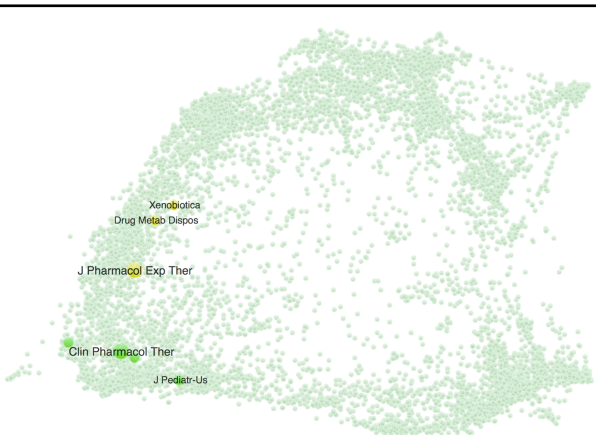 Xenobiotica
Drug Metab Dispos
J Pharmacol Exp Ther
Clin Pharmacol Ther
J Pediatr-Us